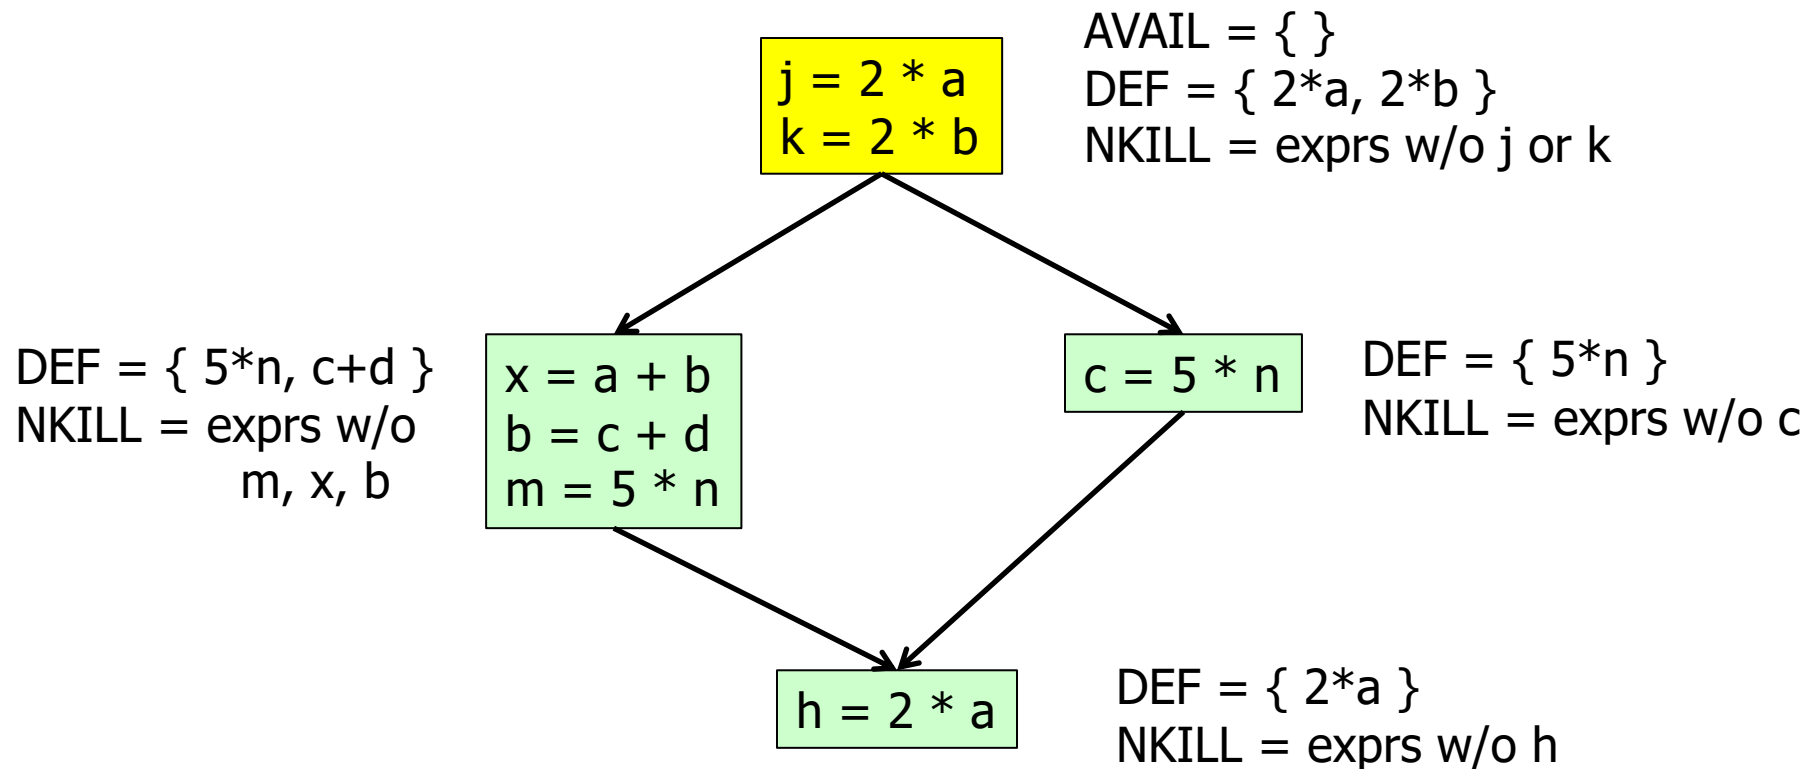 j = 2 * a
k = 2 * b
AVAIL = { }
DEF = { 2*a, 2*b }
NKILL = exprs w/o j or k
DEF = { 5*n, c+d }
NKILL = exprs w/o
m, x, b
x = a + b
b = c + d
m = 5 * n
c = 5 * n
DEF = { 5*n }
NKILL = exprs w/o c
h = 2 * a
DEF = { 2*a }
NKILL = exprs w/o h